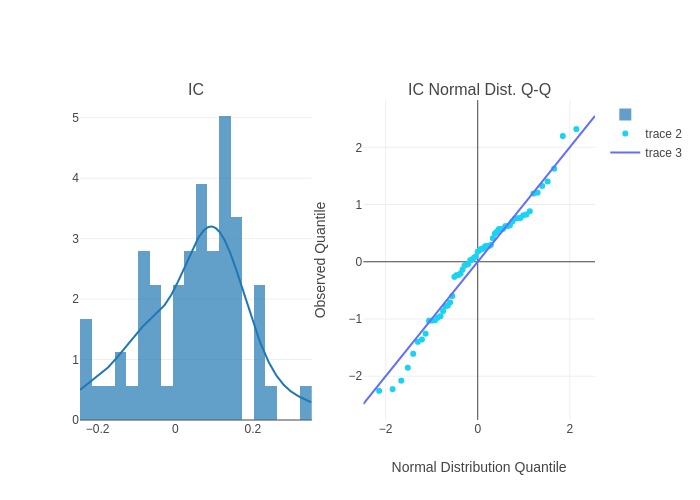 IC
IC Normal Dist. Q-Q
5
4
3
2
1
0
−0.2
0
0.2
Observed Quantile
2
1
0
−1
−2
−2
0
2
Normal Distribution Quantile
trace 2
trace 3